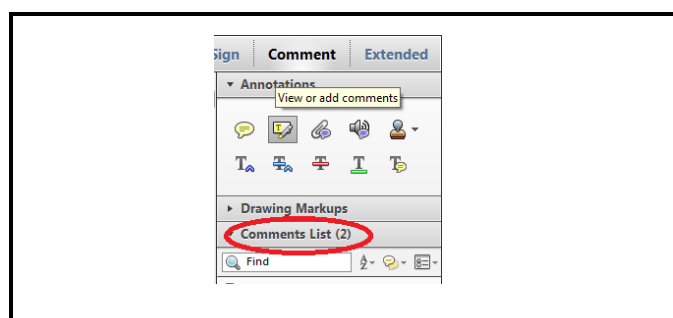 Sign Comment Extended
Annotations
View or add comments
Drawing Markups
Comments List (2)
Find